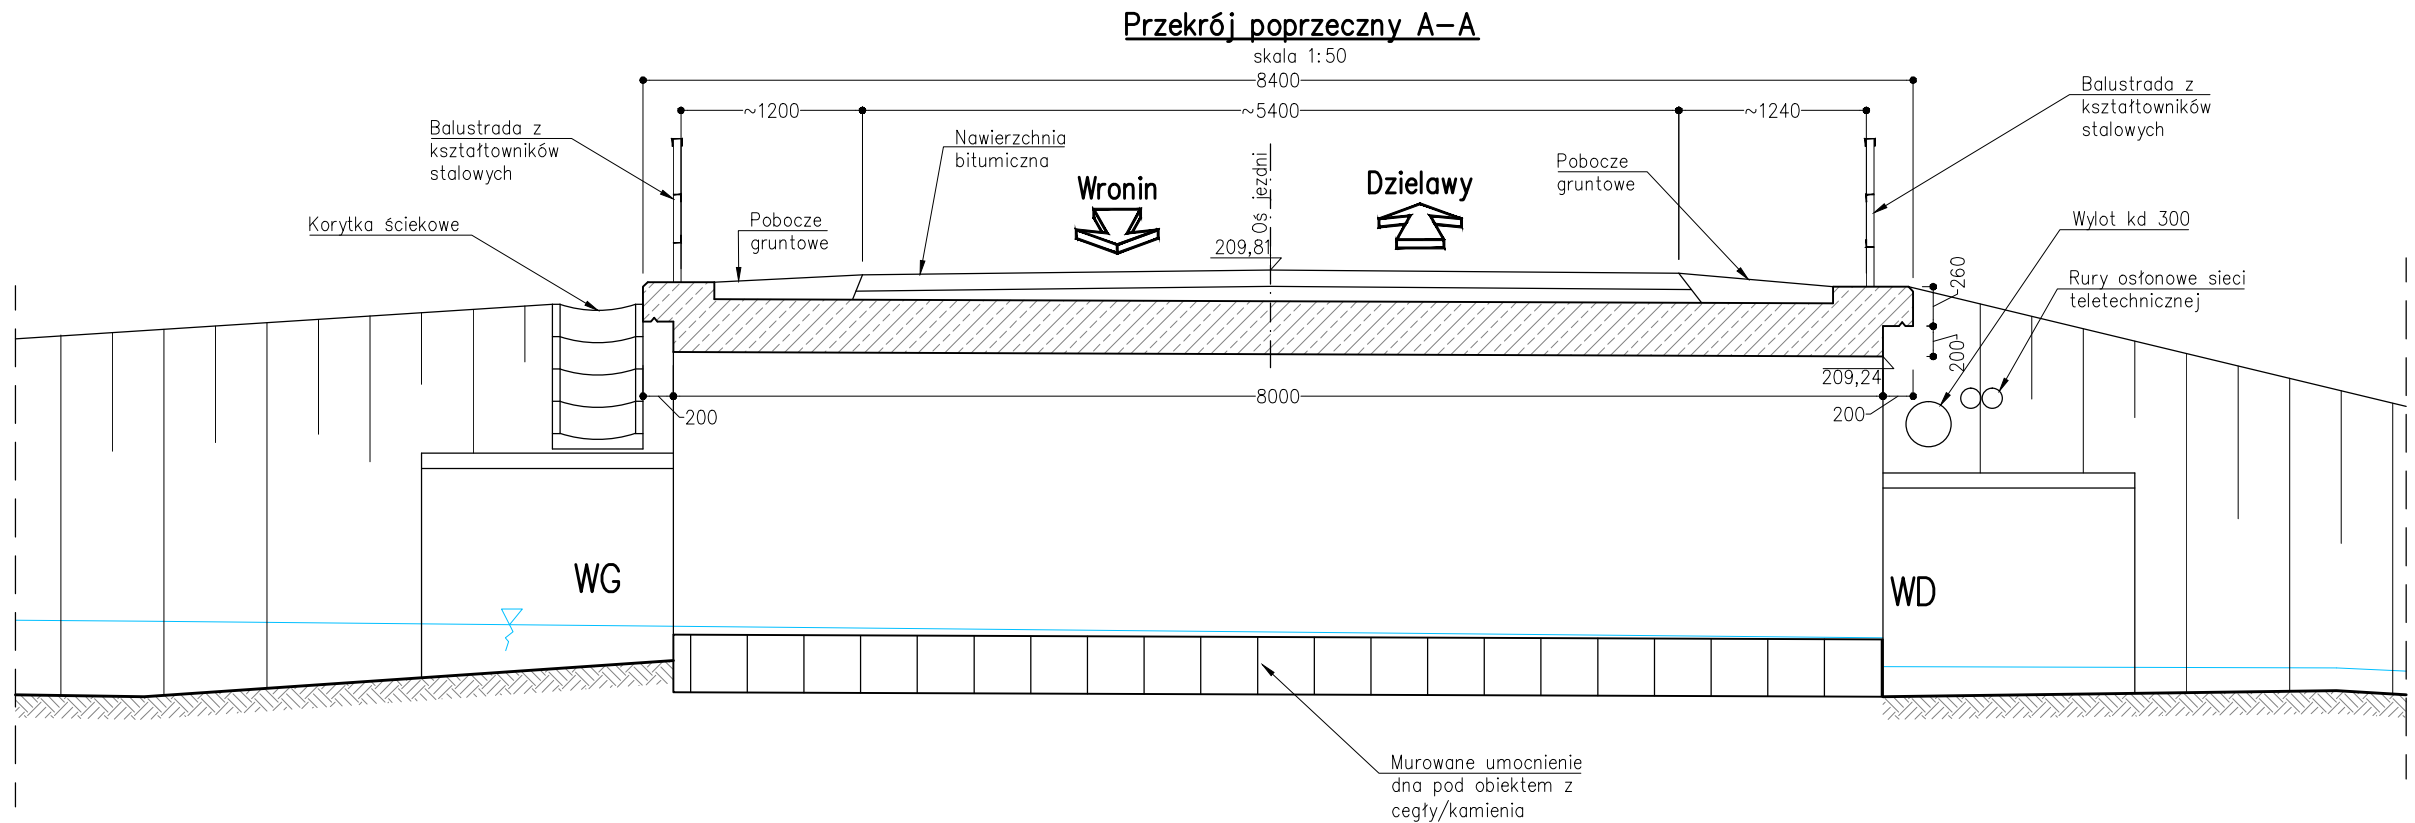 Przekrój poprzeczny A-A
skala 1:50
8400
~1200
~5400
~1240
Balustrada z
kształtowników
stalowych
Nawierzchnia
bitumiczna
Balustrada z
kształtowników
stalowych
Korytka ściekowe
Pobocze
gruntowe
Wronin
Oś jezdni
Dzielawy
Pobocze
gruntowe
Wylot kd 300
209,81
Rury osłonowe sieci
teletechnicznej
~260
200
209,24
200
8000
200
WG
WD
Murowane umocnienie
dna pod obiektem z
cegły/kamienia